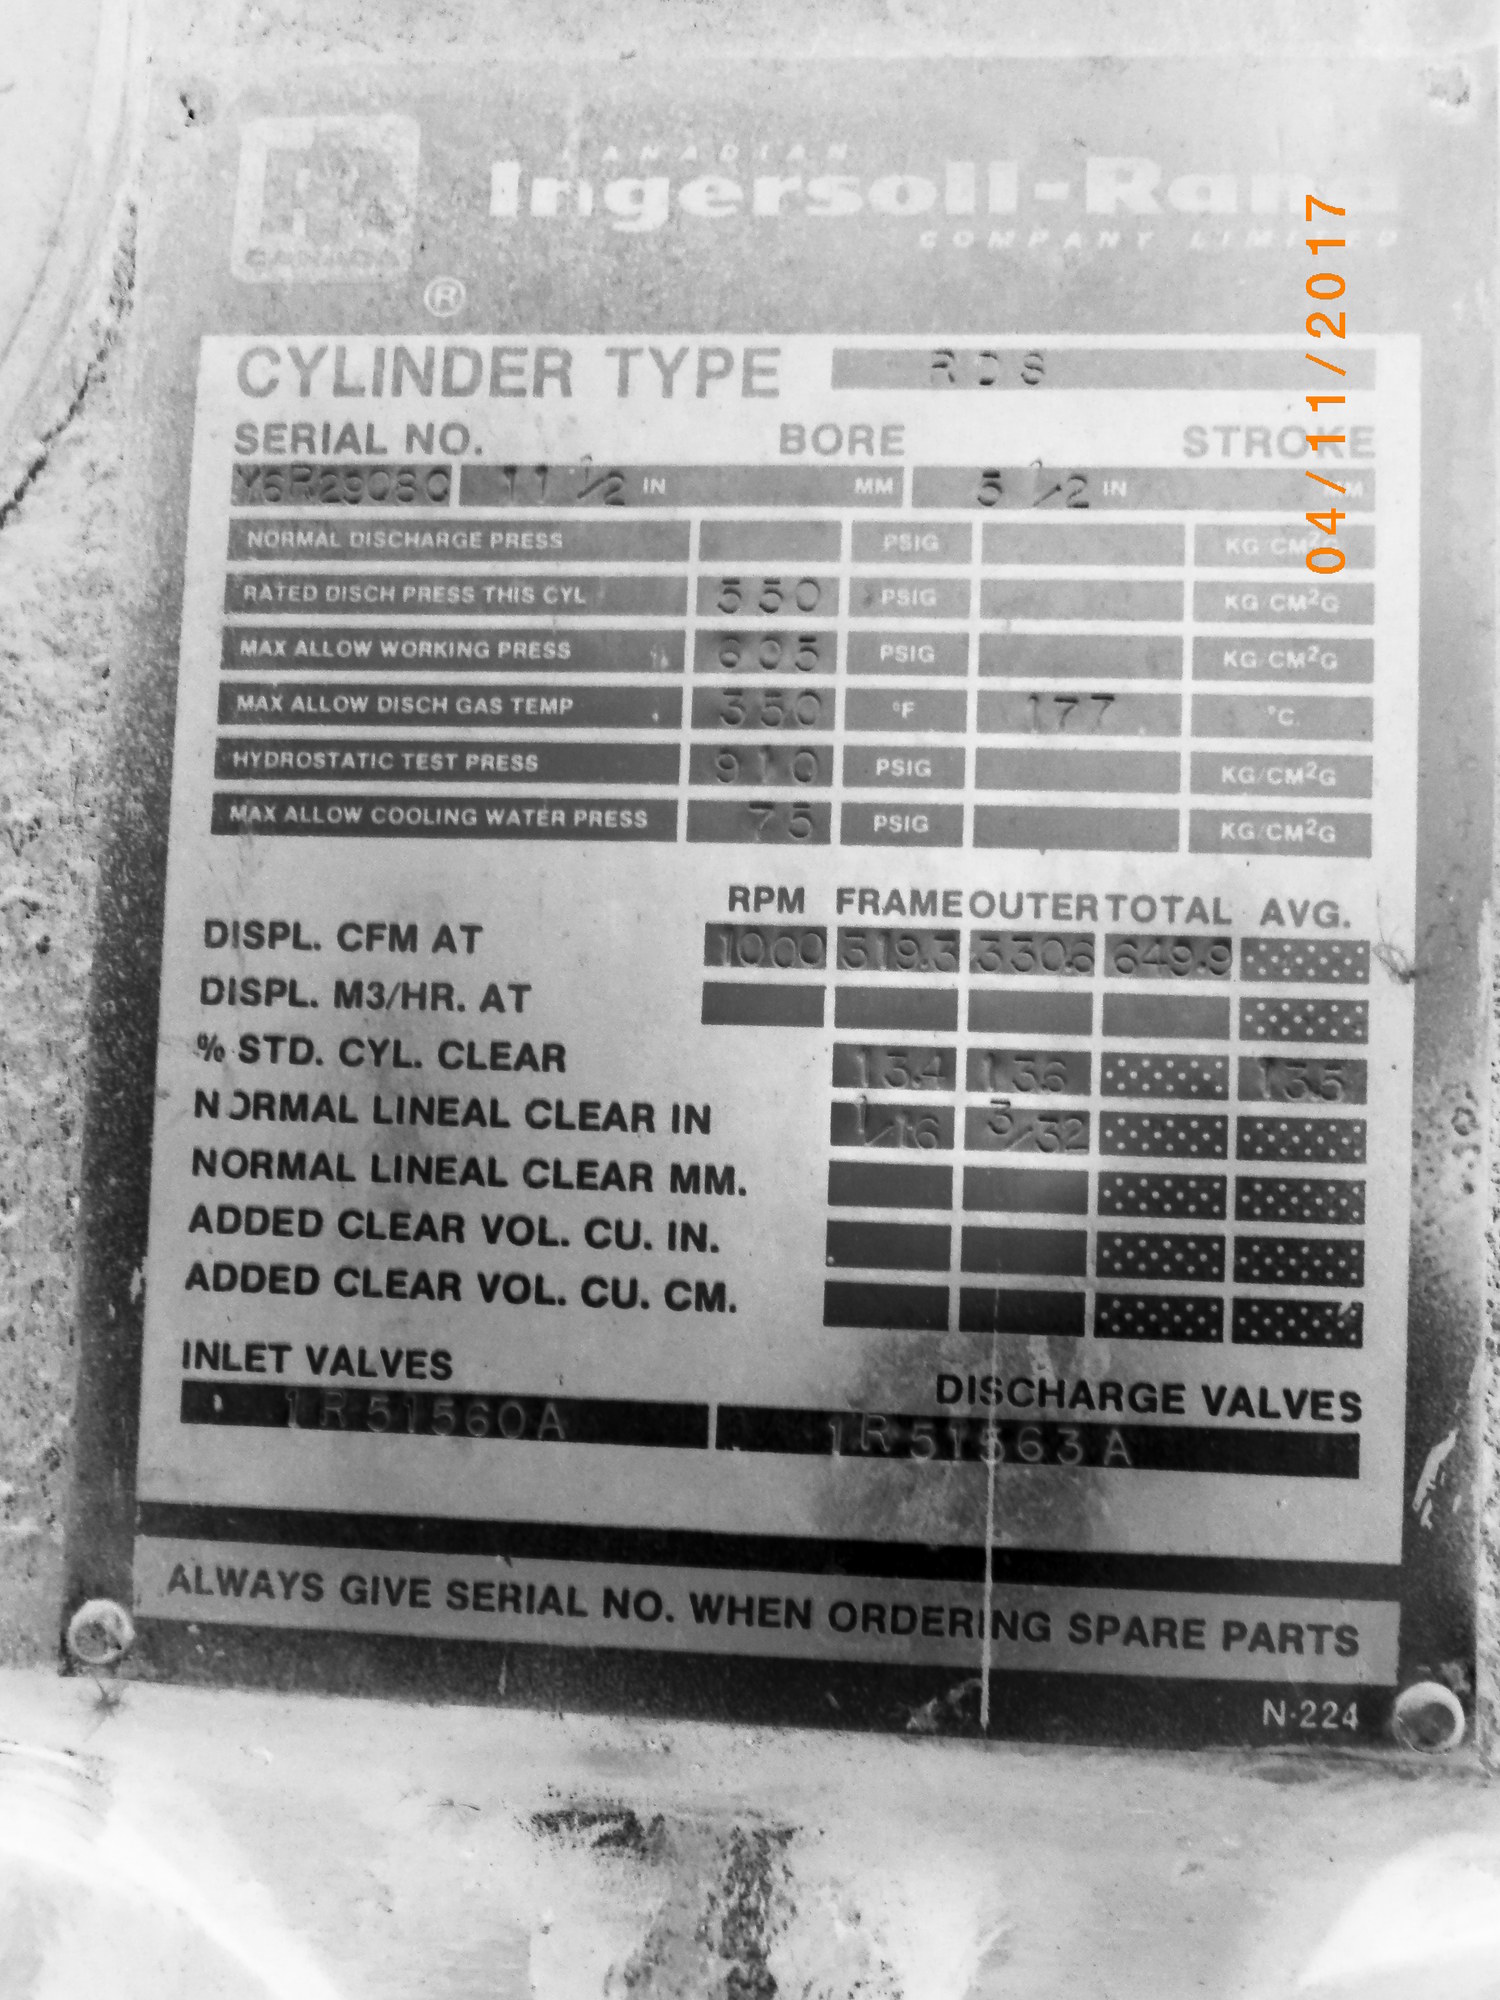 CANADIAN
Ingersoll-Rand
COMPANY LIMITED
CANADA
®
CYLINDER TYPE RDS
SERIAL NO. BORE STROKE
Y6R29080 11 1/2 IN MM 5 1/2 IN MM
NORMAL DISCHARGE PRESS PSIG KG/CM²G
RATED DISCH PRESS THIS CYL 550 PSIG KG/CM²G
MAX ALLOW WORKING PRESS 605 PSIG KG/CM²G
MAX ALLOW DISCH GAS TEMP 350 °F 177 °C.
HYDROSTATIC TEST PRESS 910 PSIG KG/CM²G
MAX ALLOW COOLING WATER PRESS 75 PSIG KG/CM²G
RPM FRAME OUTER TOTAL AVG.
DISPL. CFM AT 1000 319.3 330.6 649.9
DISPL. M3/HR. AT
% STD. CYL. CLEAR 13.4 13.6 13.5
NORMAL LINEAL CLEAR IN 1/16 3/32
NORMAL LINEAL CLEAR MM.
ADDED CLEAR VOL. CU. IN.
ADDED CLEAR VOL. CU. CM.
INLET VALVES DISCHARGE VALVES
1R51560A 1R51563A
ALWAYS GIVE SERIAL NO. WHEN ORDERING SPARE PARTS
N-224
04/11/2017